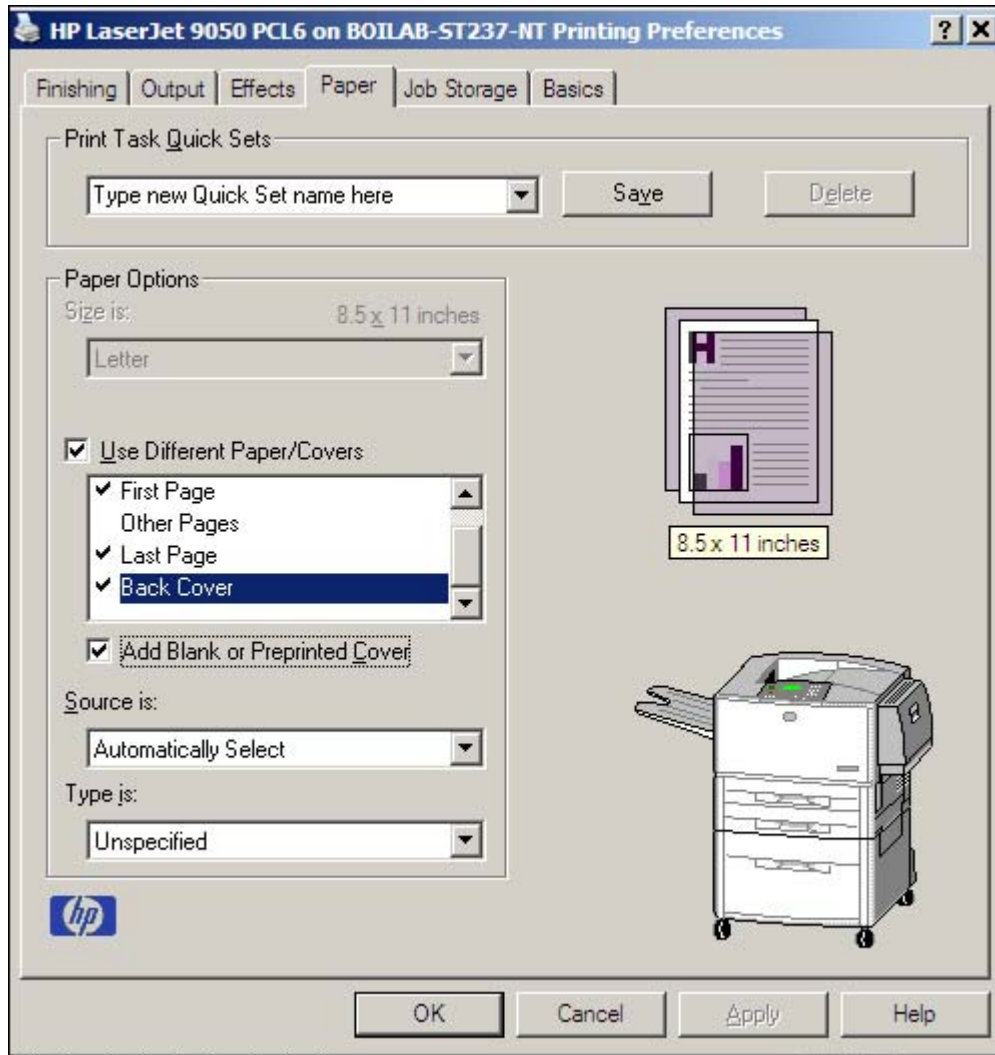 HP LaserJet 9050 PCL6 on BOILAB-ST237-NT Printing Preferences
Finishing Output Effects Paper Job Storage Basics
Print Task Quick Sets
Type new Quick Set name here Save Delete
Paper Options
Size is: 8.5 x 11 inches
Letter
Use Different Paper/Covers
First Page
Other Pages
Last Page
Back Cover
Add Blank or Preprinted Cover
Source is:
Automatically Select
Type is:
Unspecified
H
8.5 x 11 inches
hp
OK Cancel Apply Help